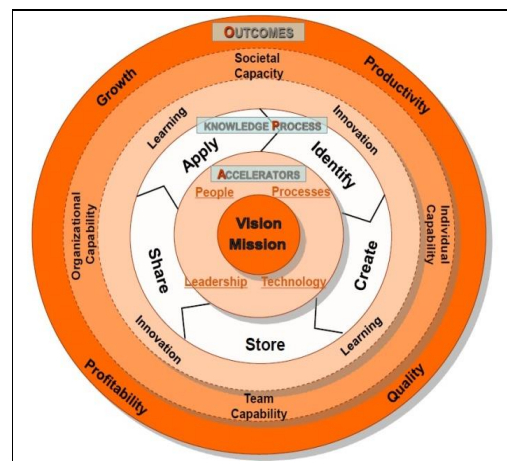 OUTCOMES
Growth
Productivity
Profitability
Quality
Societal
Capacity
Organizational
Capability
Individual
Capability
Team
Capability
Learning
Innovation
Innovation
Learning
KNOWLEDGE PROCESS
Apply
Identify
Share
Create
Store
ACCELERATORS
People
Processes
Vision
Mission
Leadership
Technology